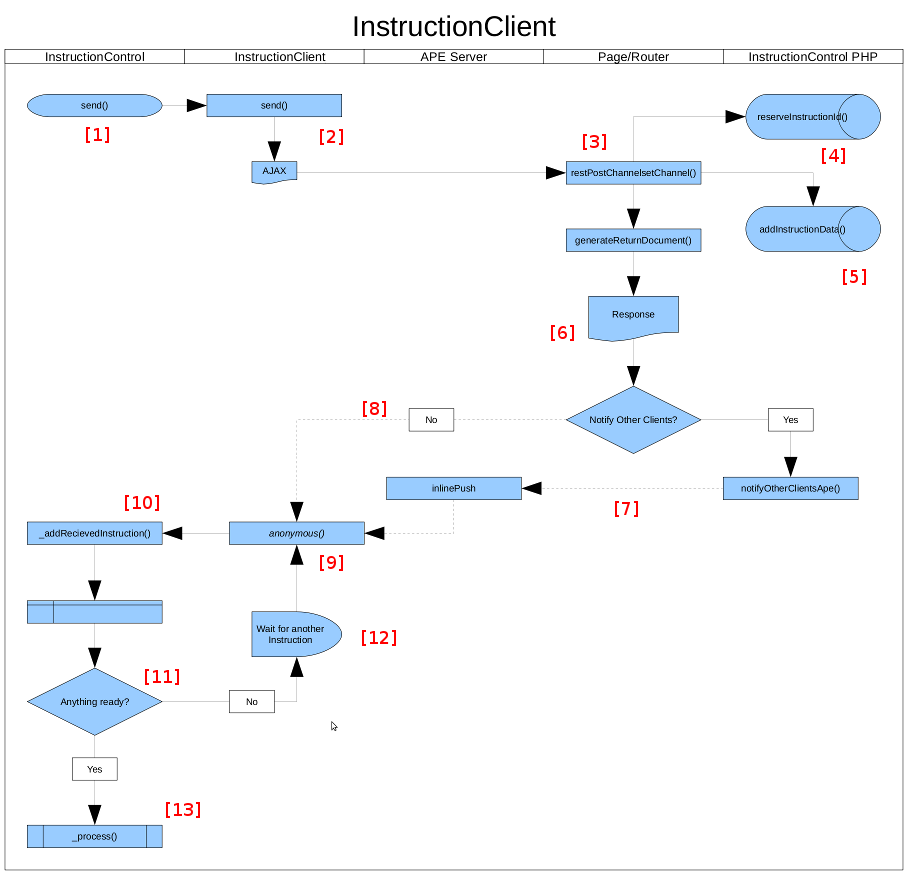 InstructionClient
InstructionControl
InstructionClient
APE Server
Page/Router
InstructionControl PHP
send()
[1]
send()
[2]
AJAX
[3]
restPostChannelsetChannel()
reserveInstructionId()
[4]
addInstructionData()
[5]
generateReturnDocument()
Response
[6]
Notify Other Clients?
Yes
No
[8]
notifyOtherClientsApe()
[7]
inlinePush
anonymous()
[9]
[10]
_addRecievedInstruction()
Wait for another
Instruction
[12]
Anything ready?
[11]
No
Yes
_process()
[13]